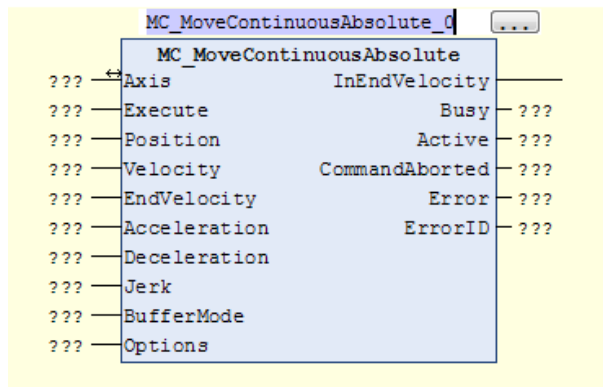 MC_MoveContinuousAbsolute_0 ...
MC_MoveContinuousAbsolute
??? Axis InEndVelocity
??? Execute Busy ???
??? Position Active ???
??? Velocity CommandAborted ???
??? EndVelocity Error ???
??? Acceleration ErrorID ???
??? Deceleration
??? Jerk
??? BufferMode
??? Options